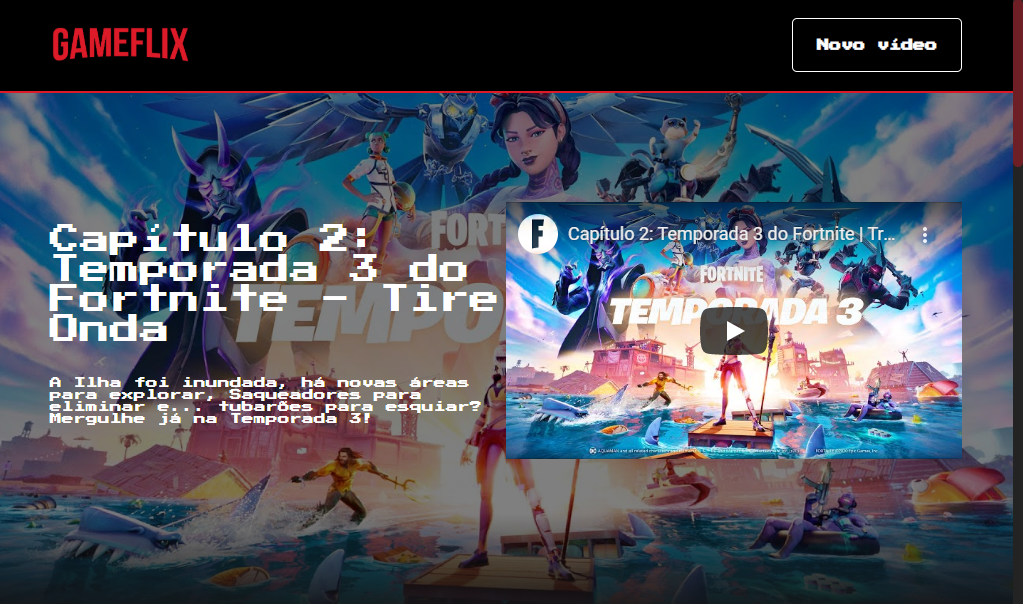 GAMEFLIX
Novo vídeo
FORT
TEMPO
Capítulo 2:
Temporada 3 do
Fortnite - Tire
Onda
A Ilha foi inundada, há novas áreas
para explorar, Saqueadores para
eliminar e... tubarões para esquiar?
Mergulhe já na Temporada 3!
F
Capítulo 2: Temporada 3 do Fortnite | Tr...
FORTNITE
TEMPORADA 3